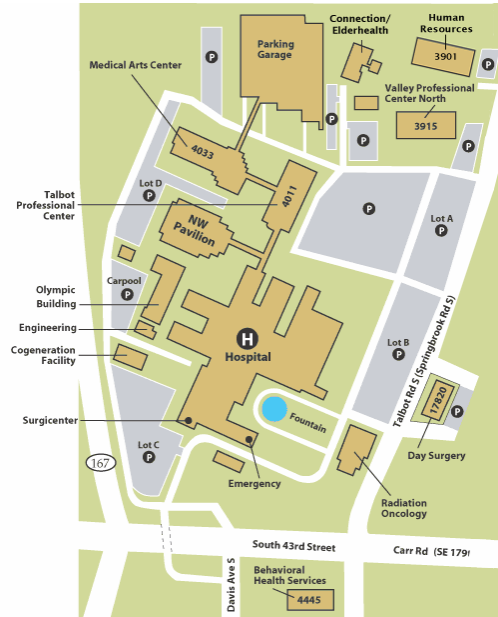 Connection/
Elderhealth
Human
Resources
3901
P
Parking
Garage
P
Medical Arts Center
Valley Professional
Center North
3915
P
P
P
4033
4011
Lot D
P
Talbot
Professional
Center
NW
Pavilion
P
Lot A
P
Carpool
P
Olympic
Building
Engineering
Cogeneration
Facility
H
Hospital
Lot B
P
Talbot Rd S (Springbrook Rd S)
17820
P
Day Surgery
Surgicenter
Fountain
Lot C
P
167
Emergency
Radiation
Oncology
South 43rd Street
Carr Rd (SE 179
Davis Ave S
Behavioral
Health Services
4445